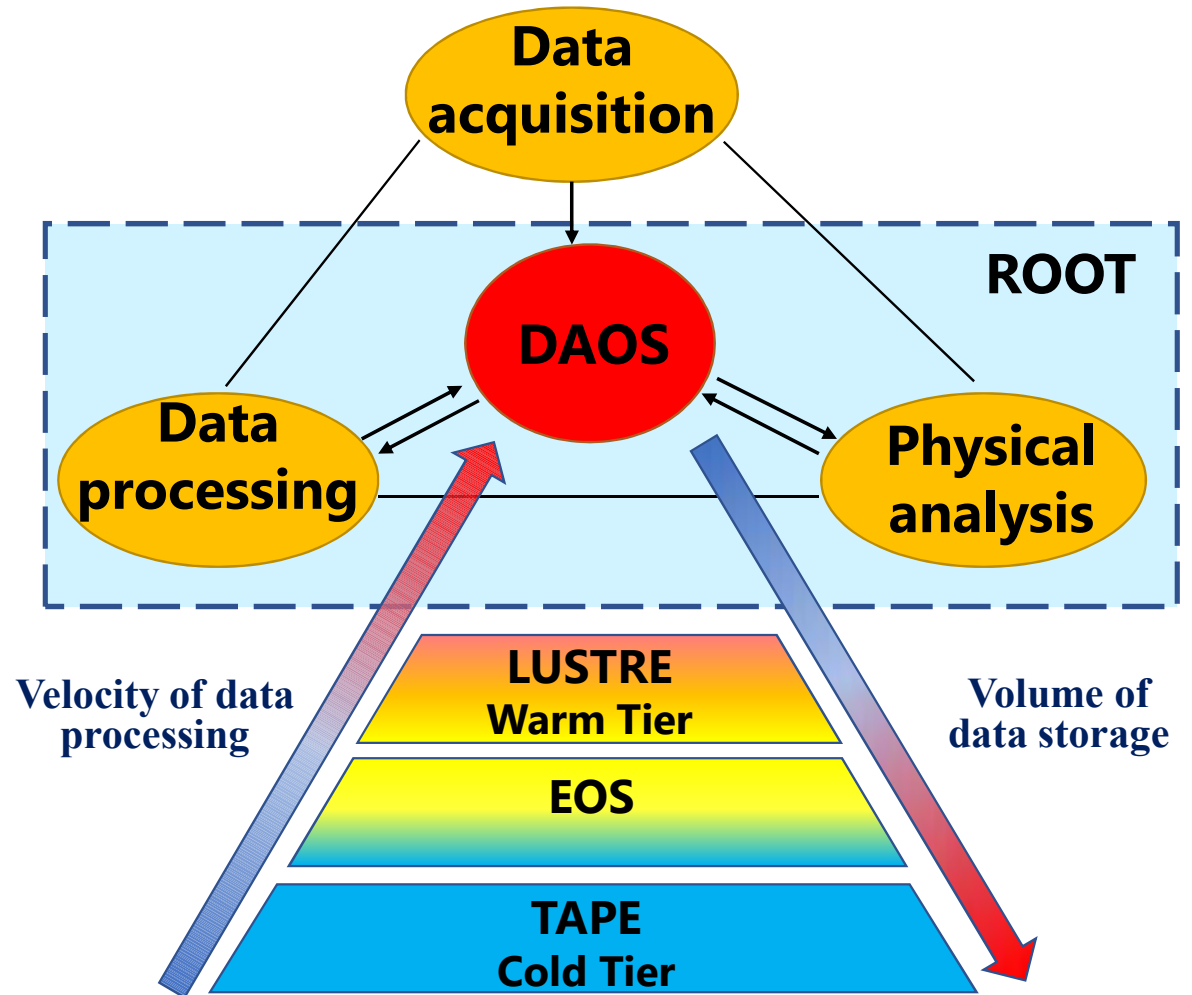 Data
acquisition
ROOT
DAOS
Data
processing
Physical
analysis
Velocity of data
processing
LUSTRE
Warm Tier
Volume of
data storage
EOS
TAPE
Cold Tier